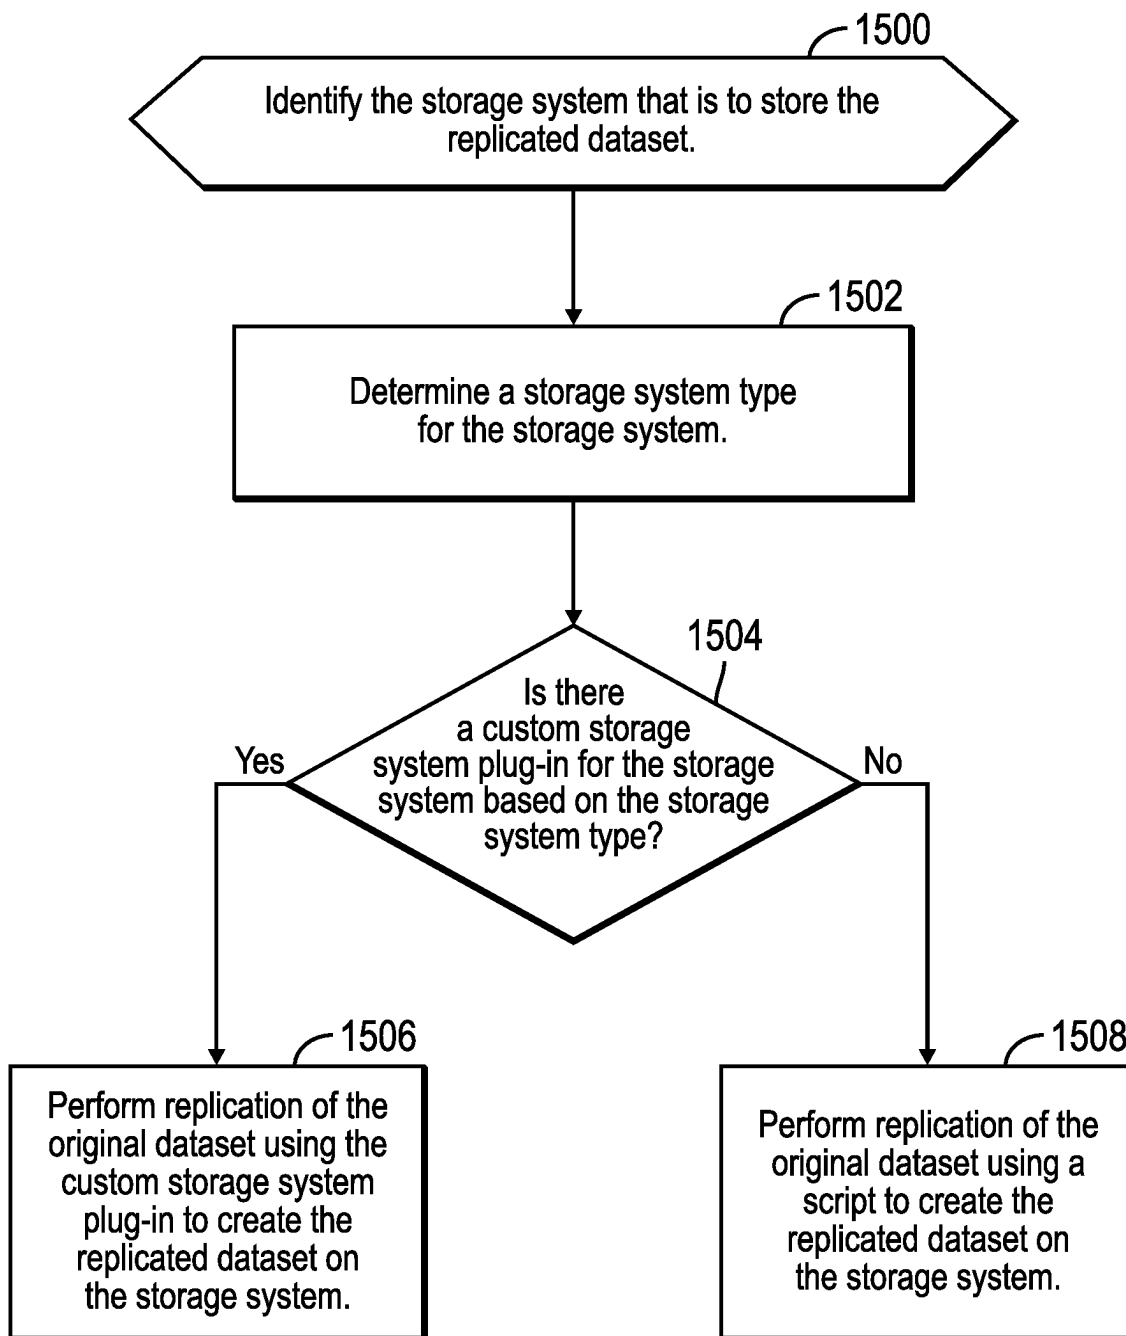 1500
Identify the storage system that is to store the
replicated dataset.
1502
Determine a storage system type
for the storage system.
1504
Is there
a custom storage
system plug-in for the storage
system based on the storage
system type?
Yes
No
1506
Perform replication of the
original dataset using the
custom storage system
plug-in to create the
replicated dataset on
the storage system.
1508
Perform replication of the
original dataset using a
script to create the
replicated dataset on
the storage system.